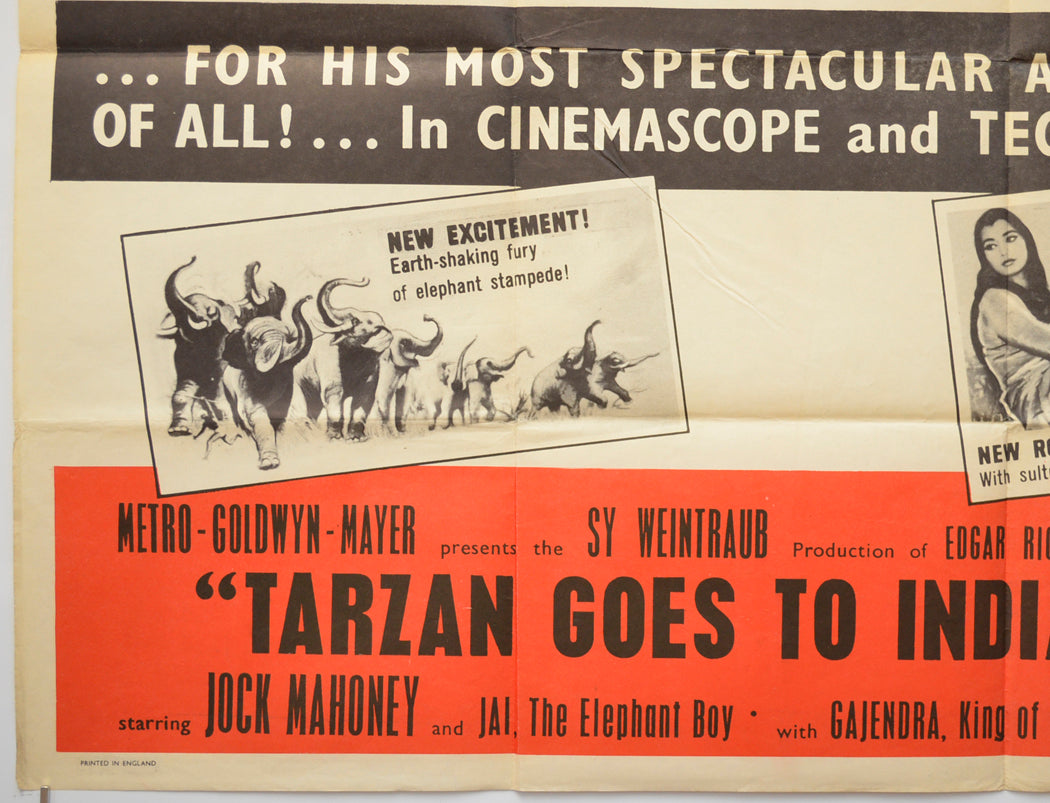 ... FOR HIS MOST SPECTACULAR A
OF ALL! ... In CINEMASCOPE and TEC
NEW EXCITEMENT!
Earth-shaking fury
of elephant stampede!
NEW RO
With sult
METRO-GOLDWYN-MAYER presents the SY WEINTRAUB Production of EDGAR RIC
"TARZAN GOES TO INDIA
starring JOCK MAHONEY and JAI, The Elephant Boy · with GAJENDRA, King of
PRINTED IN ENGLAND